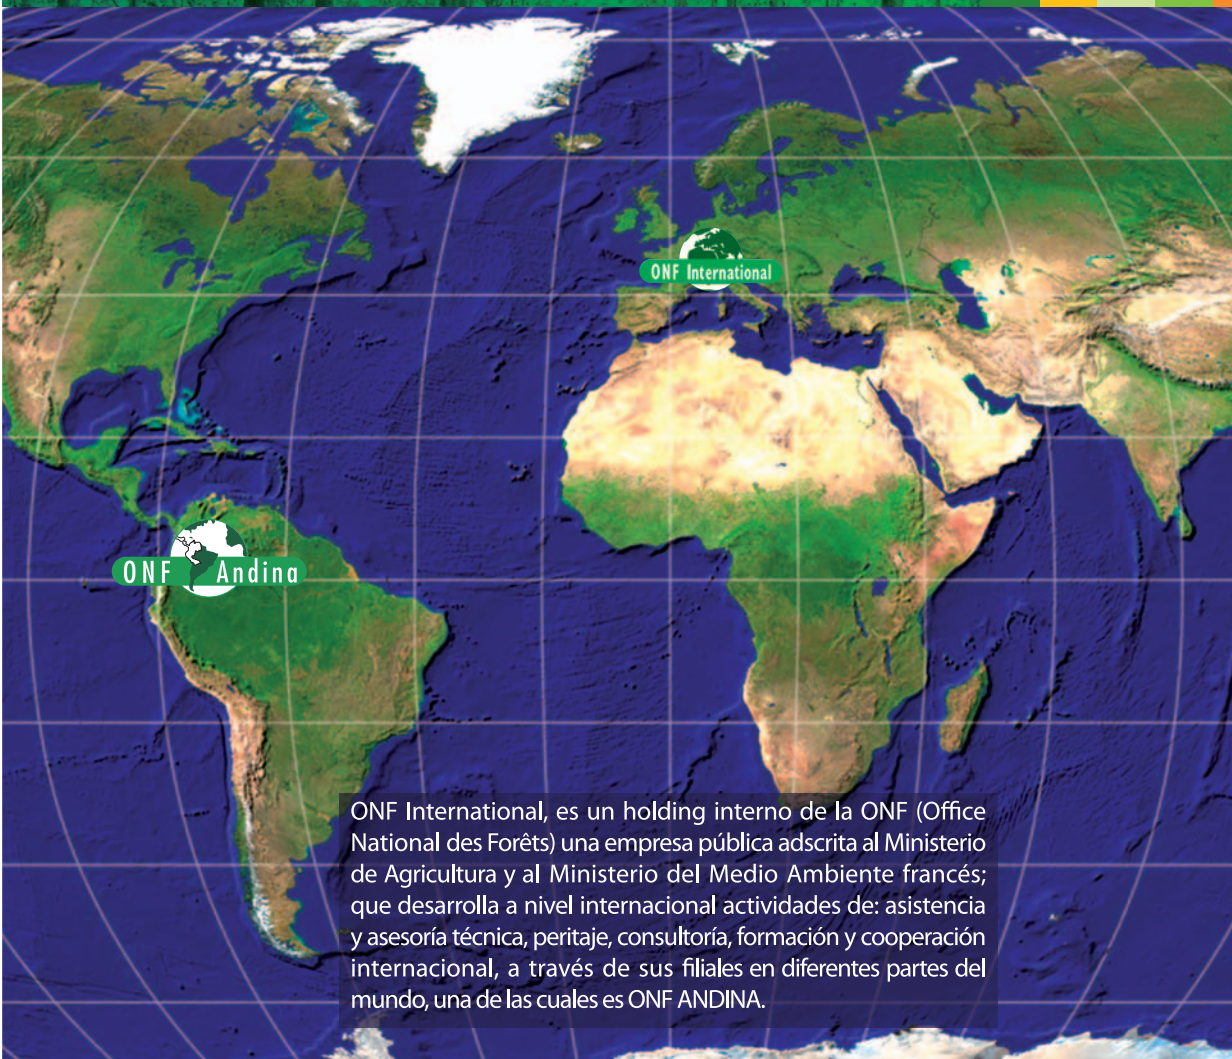 ONF International
ONF Andina
ONF International, es un holding interno de la ONF (Office
National des Forêts) una empresa pública adscrita al Ministerio
de Agricultura y al Ministerio del Medio Ambiente francés;
que desarrolla a nivel internacional actividades de: asistencia
y asesoría técnica, peritaje, consultoría, formación y cooperación
internacional, a través de sus filiales en diferentes partes del
mundo, una de las cuales es ONF ANDINA.